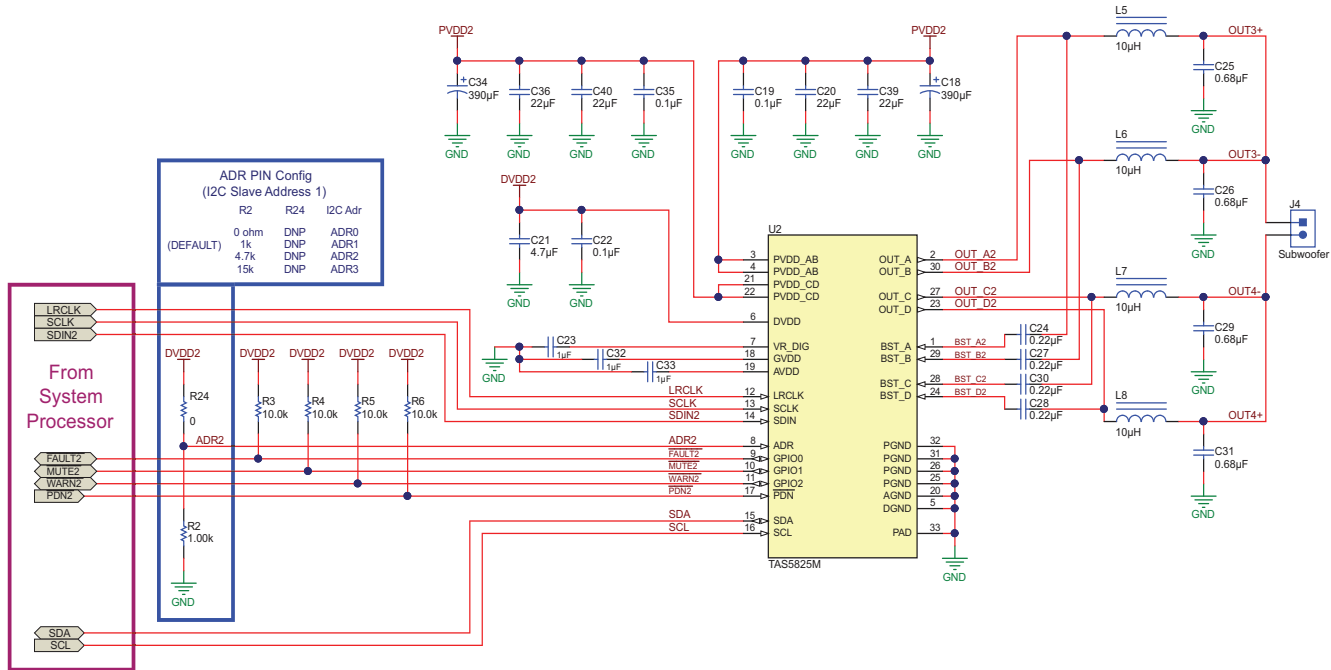 PVDD2
C34
390µF
GND
C36
22µF
GND
C40
22µF
GND
C35
0.1µF
GND
PVDD2
C19
0.1µF
GND
C20
22µF
GND
C39
22µF
GND
C18
390µF
GND
L5
10µH
OUT3+
C25
0.68µF
GND
L6
10µH
OUT3-
C26
0.68µF
GND
J4
Subwoofer
L7
10µH
OUT4-
C29
0.68µF
GND
L8
10µH
OUT4+
C31
0.68µF
GND
ADR PIN Config
(I2C Slave Address 1)
R2 R24 I2C Adr
0 ohm DNP ADR0
(DEFAULT) 1k DNP ADR1
4.7k DNP ADR2
15k DNP ADR3
DVDD2
C21
4.7µF
GND
C22
0.1µF
GND
U2
3 PVDD_AB
4 PVDD_AB
21 PVDD_CD
22 PVDD_CD
6 DVDD
7 VR_DIG
18 GVDD
19 AVDD
LRCLK 12 LRCLK
SCLK 13 SCLK
SDIN2 14 SDIN
ADR2 8 ADR
FAULT2 9 GPIO0
MUTE2 10 GPIO1
WARN2 11 GPIO2
PDN2 17 PDN
SDA 15 SDA
SCL 16 SCL
TAS5825M
OUT_A 2 OUT_A2
OUT_B 30 OUT_B2
OUT_C 27 OUT_C2
OUT_D 23 OUT_D2
BST_A 1 BST_A2
BST_B 29 BST_B2
BST_C 28 BST_C2
BST_D 24 BST_D2
PGND 32
PGND 31
PGND 26
PGND 25
AGND 20
DGND 5
PAD 33
GND
C24
0.22µF
C27
0.22µF
C30
0.22µF
C28
0.22µF
GND
C23
1µF
C32
1µF
C33
1µF
LRCLK
SCLK
SDIN2
From
System
Processor
FAULT2
MUTE2
WARN2
PDN2
SDA
SCL
DVDD2
R24
0
ADR2
R2
1.00k
GND
DVDD2
R3
10.0k
DVDD2
R4
10.0k
DVDD2
R5
10.0k
DVDD2
R6
10.0k